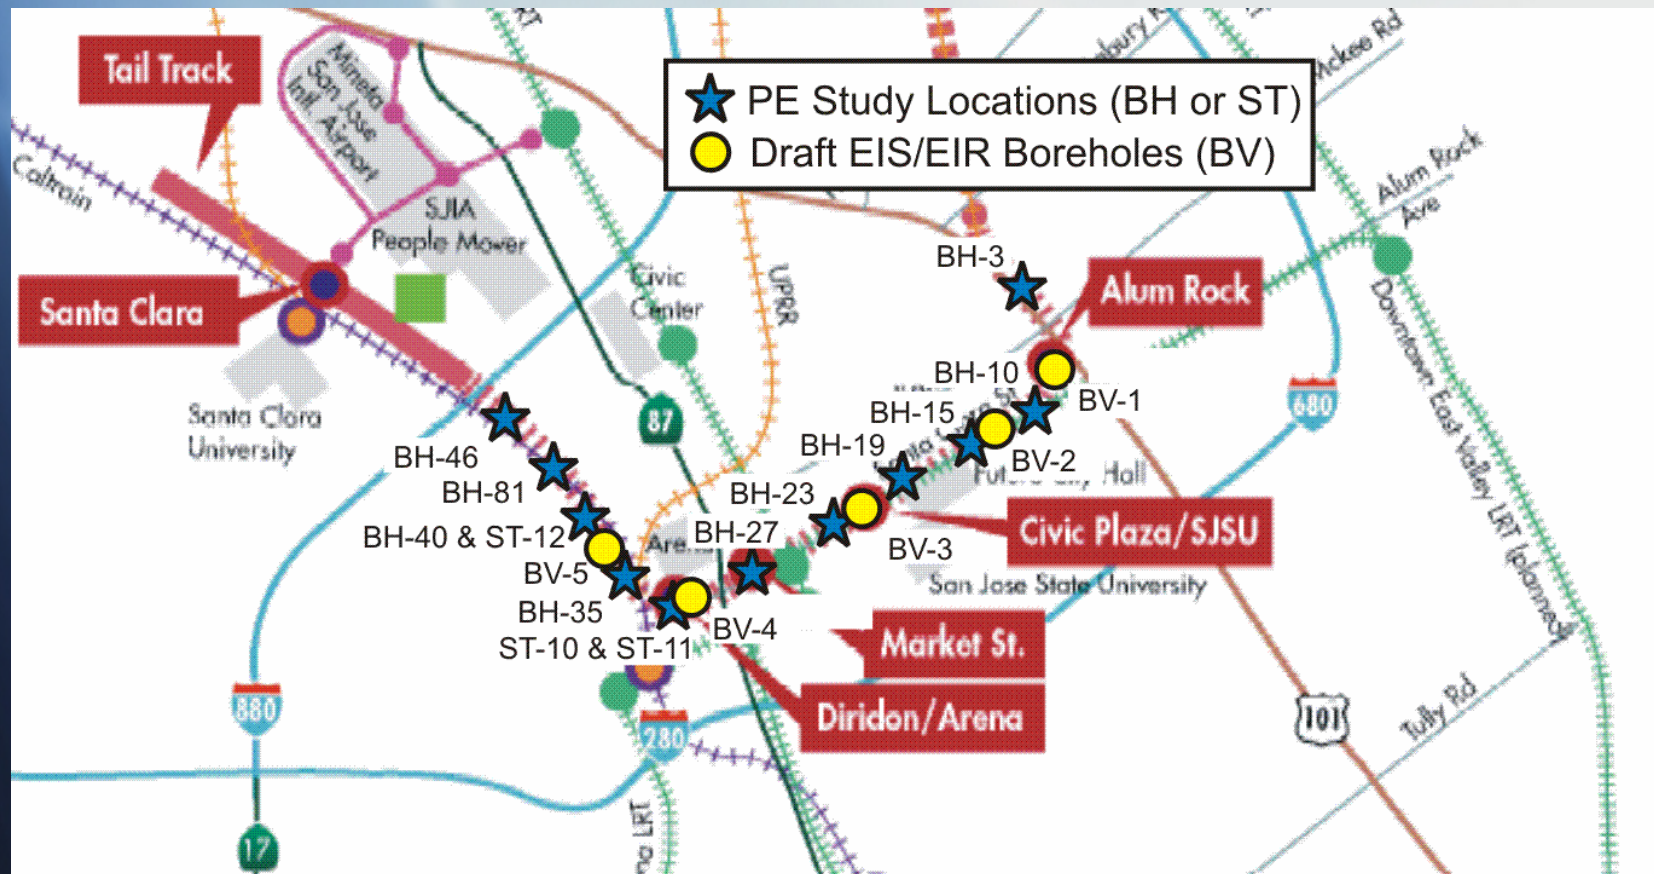 RT
Tail Track
Mineta
San Jose
Intl. Airport
Mckee Rd
PE Study Locations (BH or ST)
Draft EIS/EIR Boreholes (BV)
Caltrain
Alum Rock
Ave
SJIA
People Mover
BH-3
Civic
Center
UPRR
Alum Rock
Santa Clara
Downtown East Valley LRT (planned)
BH-10
BV-1
680
BH-15
Santa Clara
University
87
BH-19
BV-2
BH-46
Hall
BH-81
BH-23
BH-27
Civic Plaza/SJSU
BH-40 & ST-12
BV-3
BV-5
San Jose State University
BH-35
BV-4
ST-10 & ST-11
Market St.
880
Diridon/Arena
280
101
Tully Rd
LRT
17